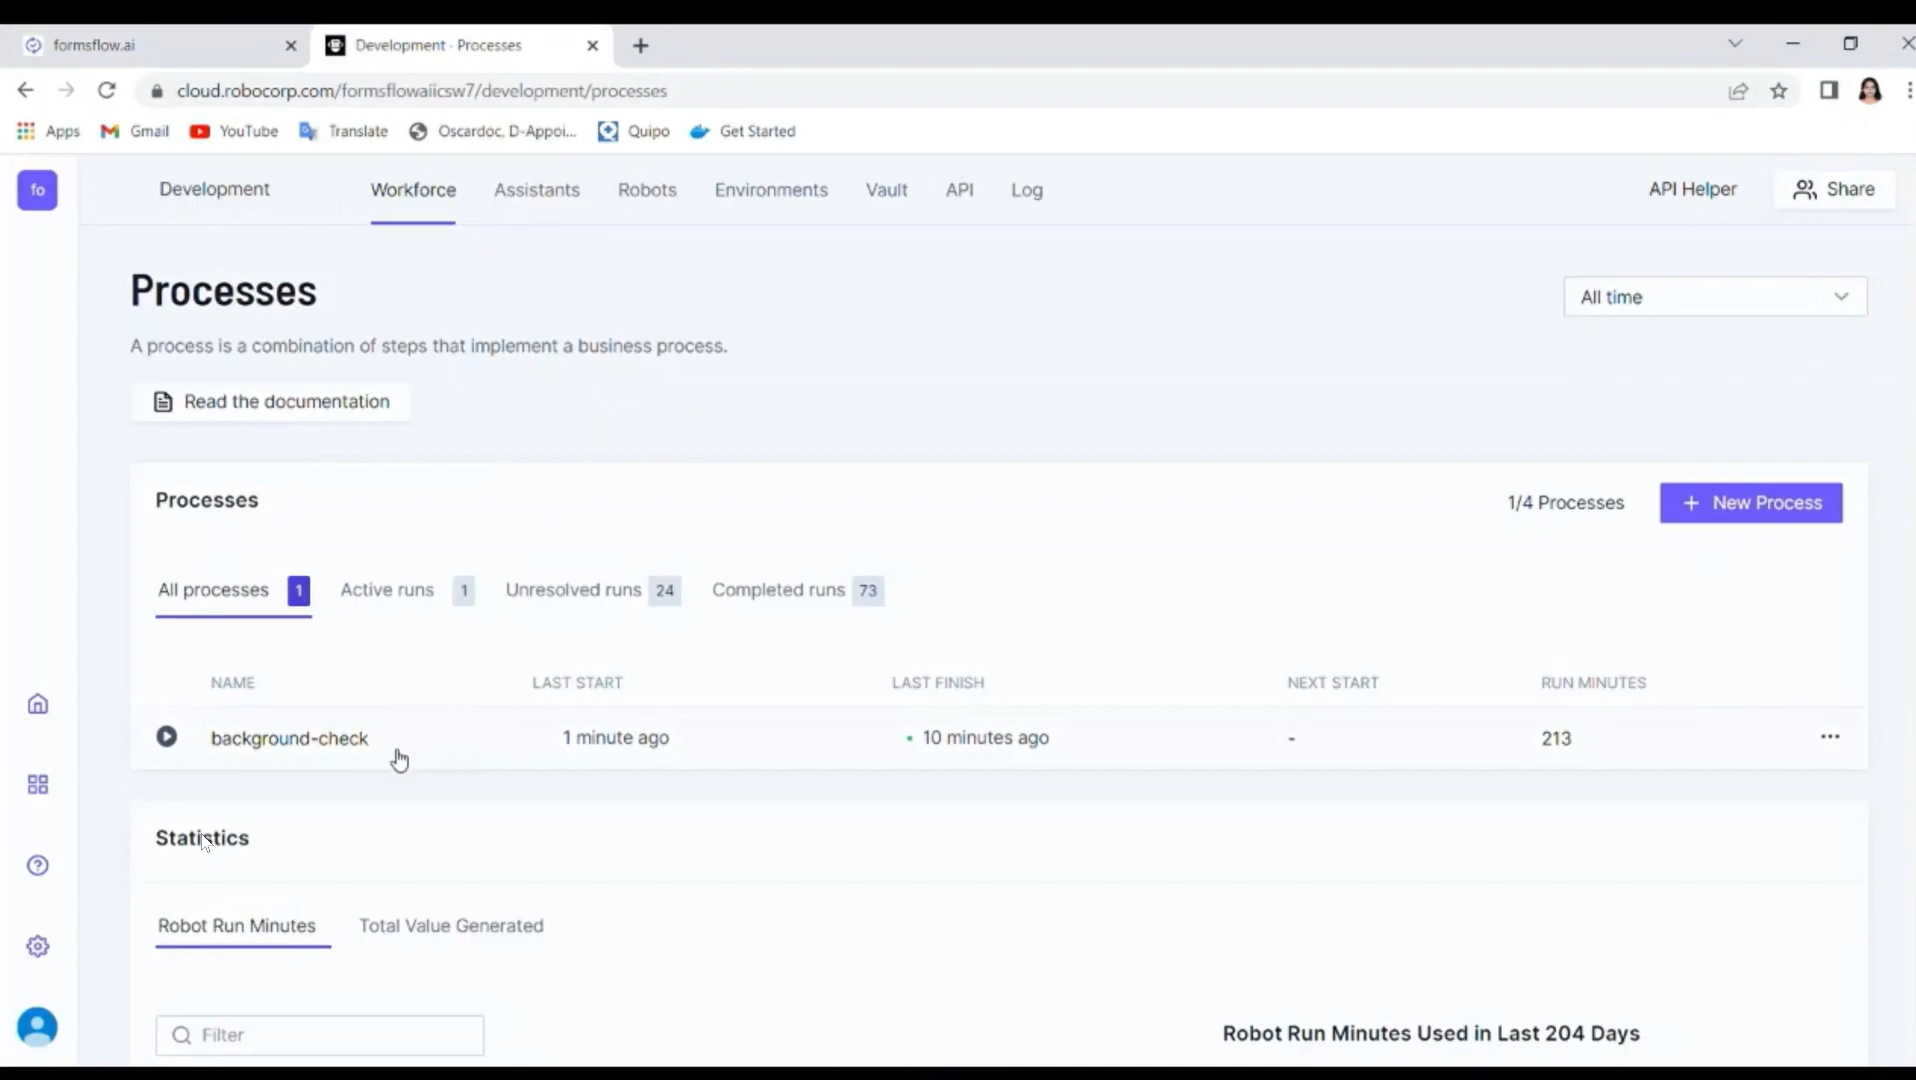 formsflow.ai
Development - Processes
cloud.robocorp.com/formsflowaiicsw7/development/processes
Apps Gmail YouTube Translate Oscardoc, D-Appoi... Quipo Get Started
fo Development Workforce Assistants Robots Environments Vault API Log API Helper Share
Processes
All time
A process is a combination of steps that implement a business process.
Read the documentation
Processes
1/4 Processes
+ New Process
All processes 1 Active runs 1 Unresolved runs 24 Completed runs 73
NAME LAST START LAST FINISH NEXT START RUN MINUTES
background-check 1 minute ago 10 minutes ago - 213
Statistics
Robot Run Minutes Total Value Generated
Filter
Robot Run Minutes Used in Last 204 Days